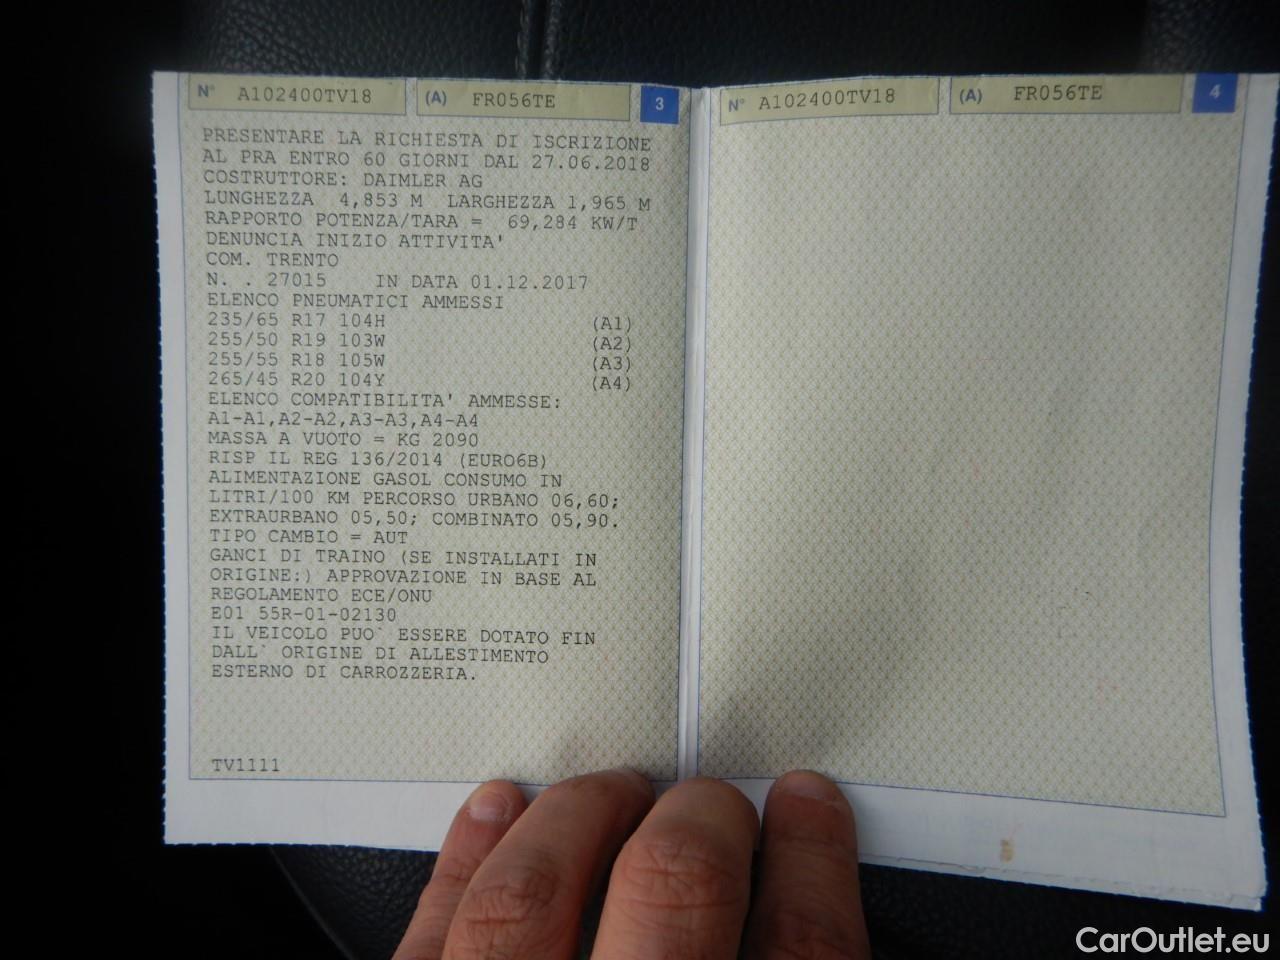 N° A102400TV18 (A) FR056TE 3
PRESENTARE LA RICHIESTA DI ISCRIZIONE
AL PRA ENTRO 60 GIORNI DAL 27.06.2018
COSTRUTTORE: DAIMLER AG
LUNGHEZZA 4,853 M LARGHEZZA 1,965 M
RAPPORTO POTENZA/TARA = 69,284 KW/T
DENUNCIA INIZIO ATTIVITA'
COM. TRENTO
N. . 27015 IN DATA 01.12.2017
ELENCO PNEUMATICI AMMESSI
235/65 R17 104H (A1)
255/50 R19 103W (A2)
255/55 R18 105W (A3)
265/45 R20 104Y (A4)
ELENCO COMPATIBILITA' AMMESSE:
A1-A1,A2-A2,A3-A3,A4-A4
MASSA A VUOTO = KG 2090
RISP IL REG 136/2014 (EURO6B)
ALIMENTAZIONE GASOL CONSUMO IN
LITRI/100 KM PERCORSO URBANO 06,60;
EXTRAURBANO 05,50; COMBINATO 05,90.
TIPO CAMBIO = AUT
GANCI DI TRAINO (SE INSTALLATI IN
ORIGINE:) APPROVAZIONE IN BASE AL
REGOLAMENTO ECE/ONU
E01 55R-01-02130
IL VEICOLO PUO` ESSERE DOTATO FIN
DALL` ORIGINE DI ALLESTIMENTO
ESTERNO DI CARROZZERIA.
TV1111
N° A102400TV18 (A) FR056TE 4
CarOutlet.eu